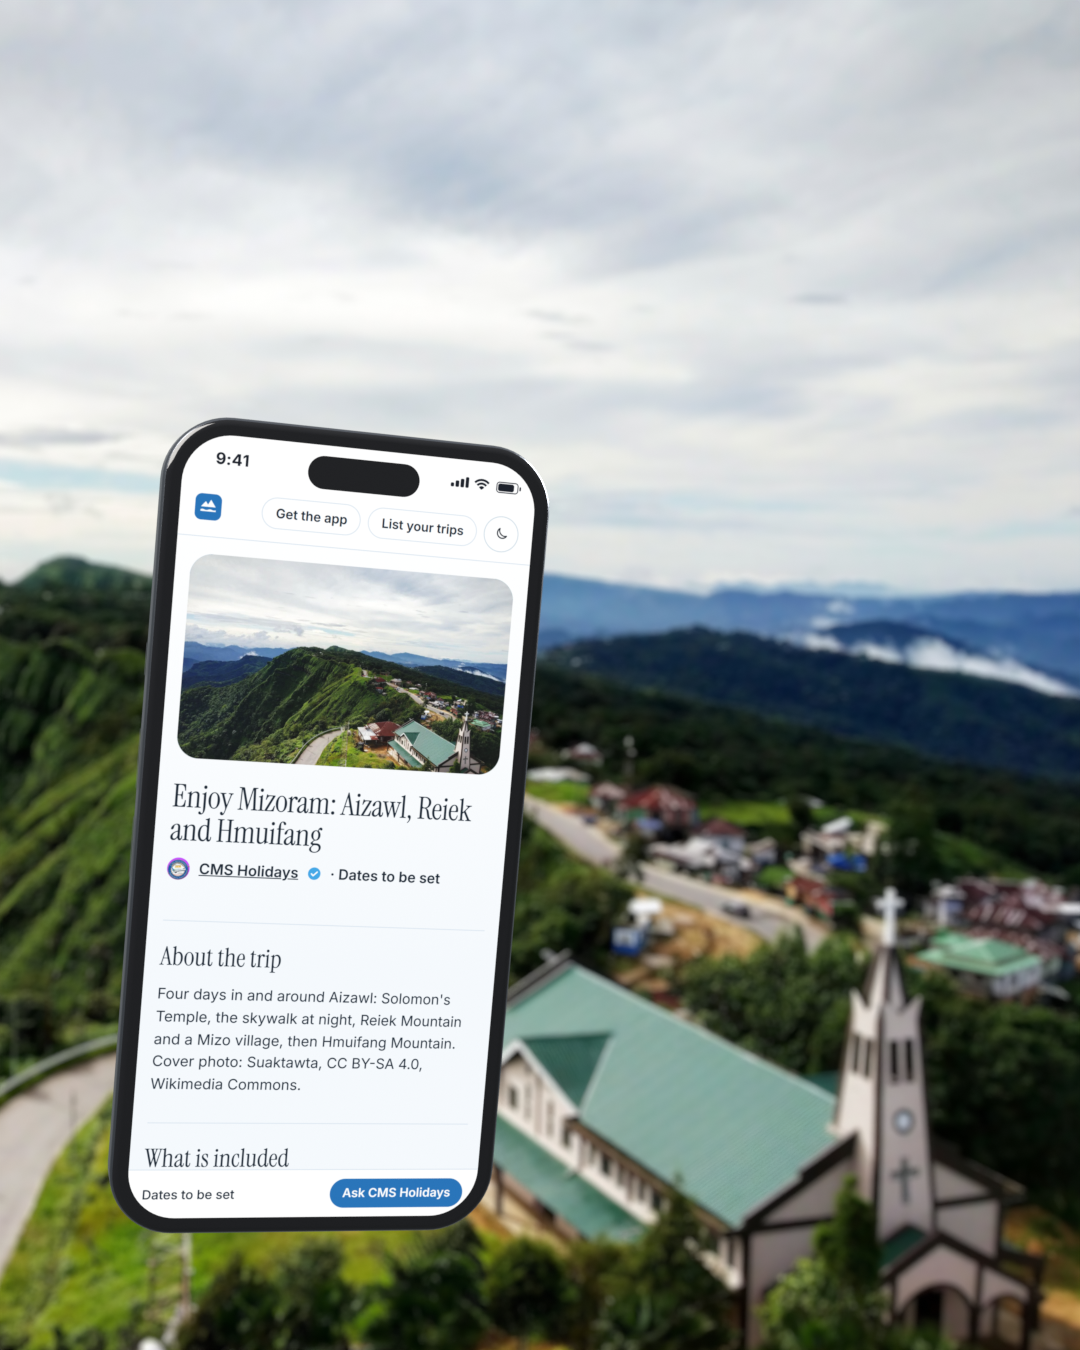 9:41
Get the app
List your trips
Enjoy Mizoram: Aizawl, Reiek
and Hmuifang
CMS Holidays · Dates to be set
About the trip
Four days in and around Aizawl: Solomon's
Temple, the skywalk at night, Reiek Mountain
and a Mizo village, then Hmuifang Mountain.
Cover photo: Suaktawta, CC BY-SA 4.0,
Wikimedia Commons.
What is included
Dates to be set
Ask CMS Holidays